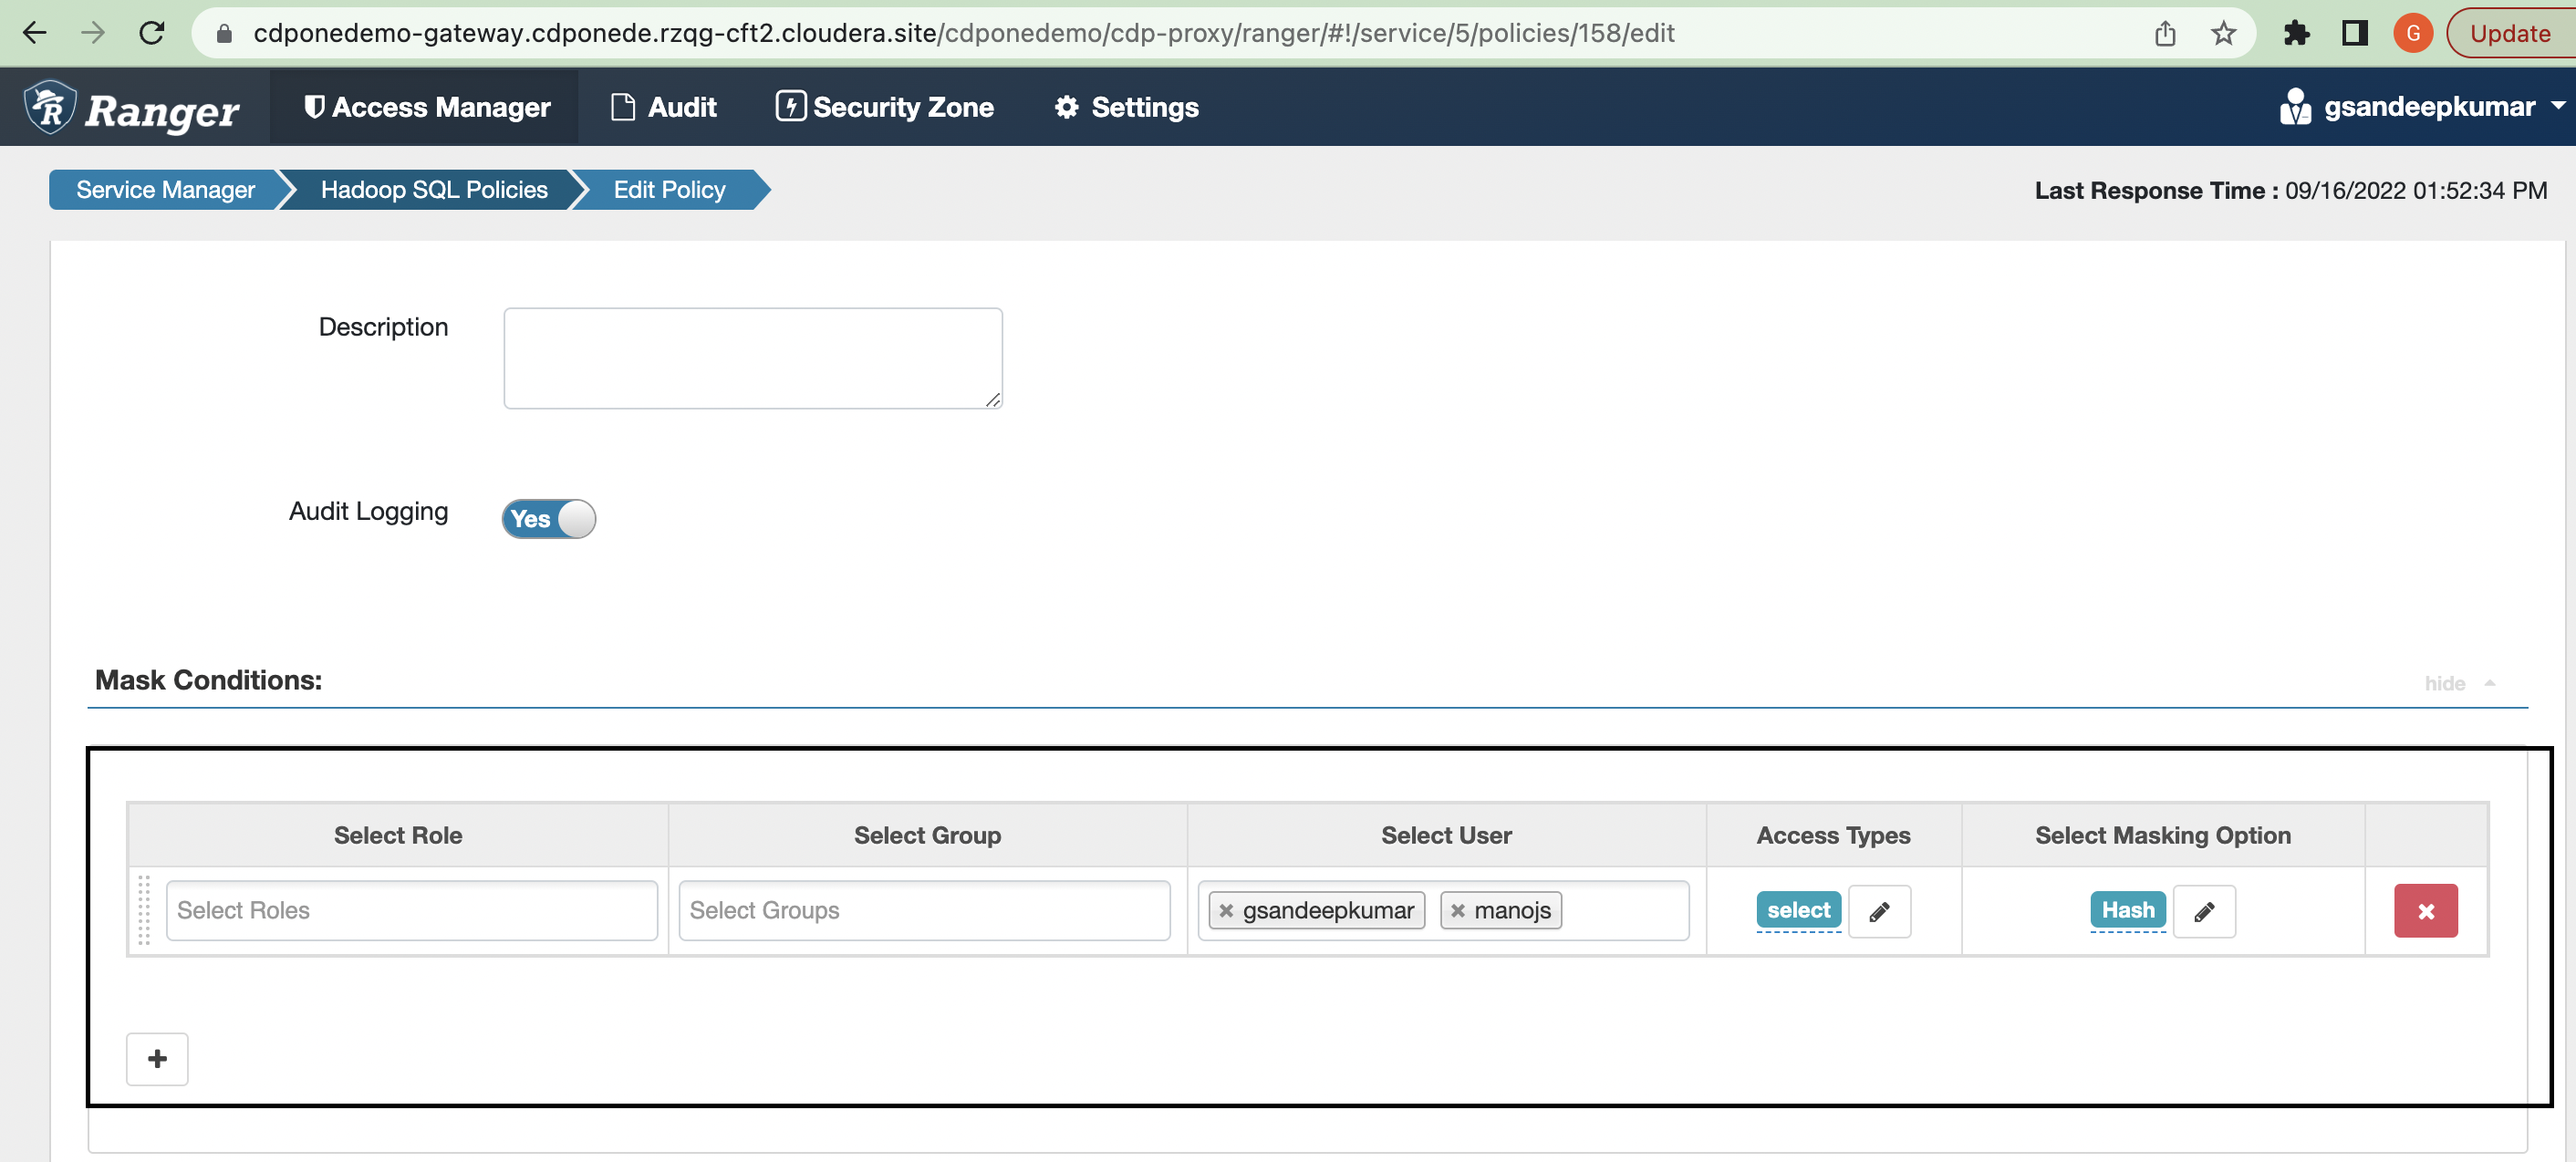 cdponedemo-gateway.cdponede.rzqg-cft2.cloudera.site/cdponedemo/cdp-proxy/ranger/#!/service/5/policies/158/edit
G
Update
R Ranger
Access Manager
Audit
Security Zone
Settings
gsandeepkumar
Service Manager
Hadoop SQL Policies
Edit Policy
Last Response Time : 09/16/2022 01:52:34 PM
Description
Audit Logging
Yes
Mask Conditions:
hide
Select Role
Select Group
Select User
Access Types
Select Masking Option
Select Roles
Select Groups
gsandeepkumar
manojs
select
Hash